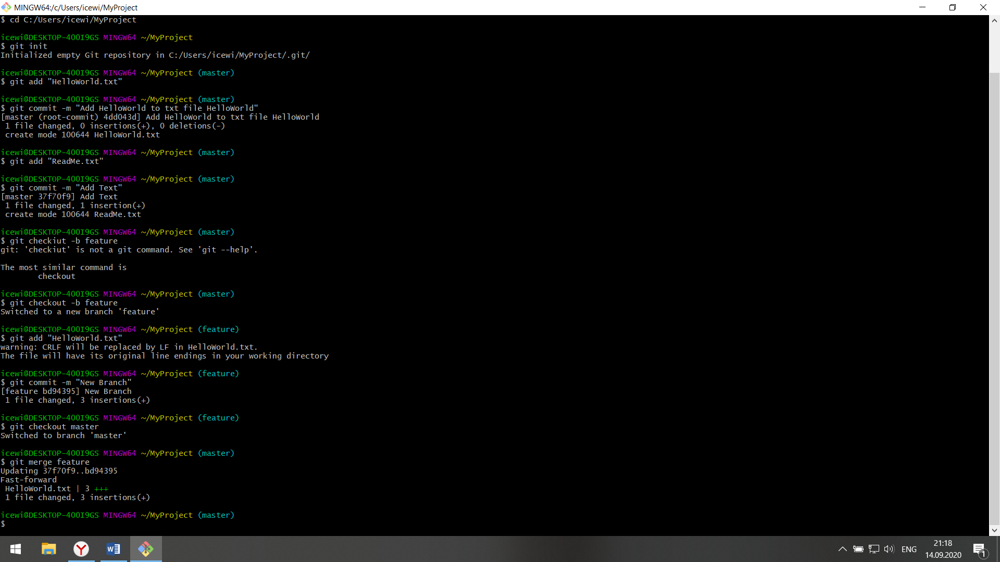 MINGW64:/c/Users/icewi/MyProject
$ cd C:/Users/icewi/MyProject
icewi@DESKTOP-4OOI9GS MINGW64 ~/MyProject
$ git init
Initialized empty Git repository in C:/Users/icewi/MyProject/.git/
icewi@DESKTOP-4OOI9GS MINGW64 ~/MyProject (master)
$ git add "HelloWorld.txt"
icewi@DESKTOP-4OOI9GS MINGW64 ~/MyProject (master)
$ git commit -m "Add HelloWorld to txt file HelloWorld"
[master (root-commit) 4dd043d] Add HelloWorld to txt file HelloWorld
 1 file changed, 0 insertions(+), 0 deletions(-)
 create mode 100644 HelloWorld.txt
icewi@DESKTOP-4OOI9GS MINGW64 ~/MyProject (master)
$ git add "ReadMe.txt"
icewi@DESKTOP-4OOI9GS MINGW64 ~/MyProject (master)
$ git commit -m "Add Text"
[master 37f70f9] Add Text
 1 file changed, 1 insertion(+)
 create mode 100644 ReadMe.txt
icewi@DESKTOP-4OOI9GS MINGW64 ~/MyProject (master)
$ git checkiut -b feature
git: 'checkiut' is not a git command. See 'git --help'.
The most similar command is
        checkout
icewi@DESKTOP-4OOI9GS MINGW64 ~/MyProject (master)
$ git checkout -b feature
Switched to a new branch 'feature'
icewi@DESKTOP-4OOI9GS MINGW64 ~/MyProject (feature)
$ git add "HelloWorld.txt"
warning: CRLF will be replaced by LF in HelloWorld.txt.
The file will have its original line endings in your working directory
icewi@DESKTOP-4OOI9GS MINGW64 ~/MyProject (feature)
$ git commit -m "New Branch"
[feature bd94395] New Branch
 1 file changed, 3 insertions(+)
icewi@DESKTOP-4OOI9GS MINGW64 ~/MyProject (feature)
$ git checkout master
Switched to branch 'master'
icewi@DESKTOP-4OOI9GS MINGW64 ~/MyProject (master)
$ git merge feature
Updating 37f70f9..bd94395
Fast-forward
 HelloWorld.txt | 3 +++
 1 file changed, 3 insertions(+)
icewi@DESKTOP-4OOI9GS MINGW64 ~/MyProject (master)
$
ENG
21:18
14.09.2020
1